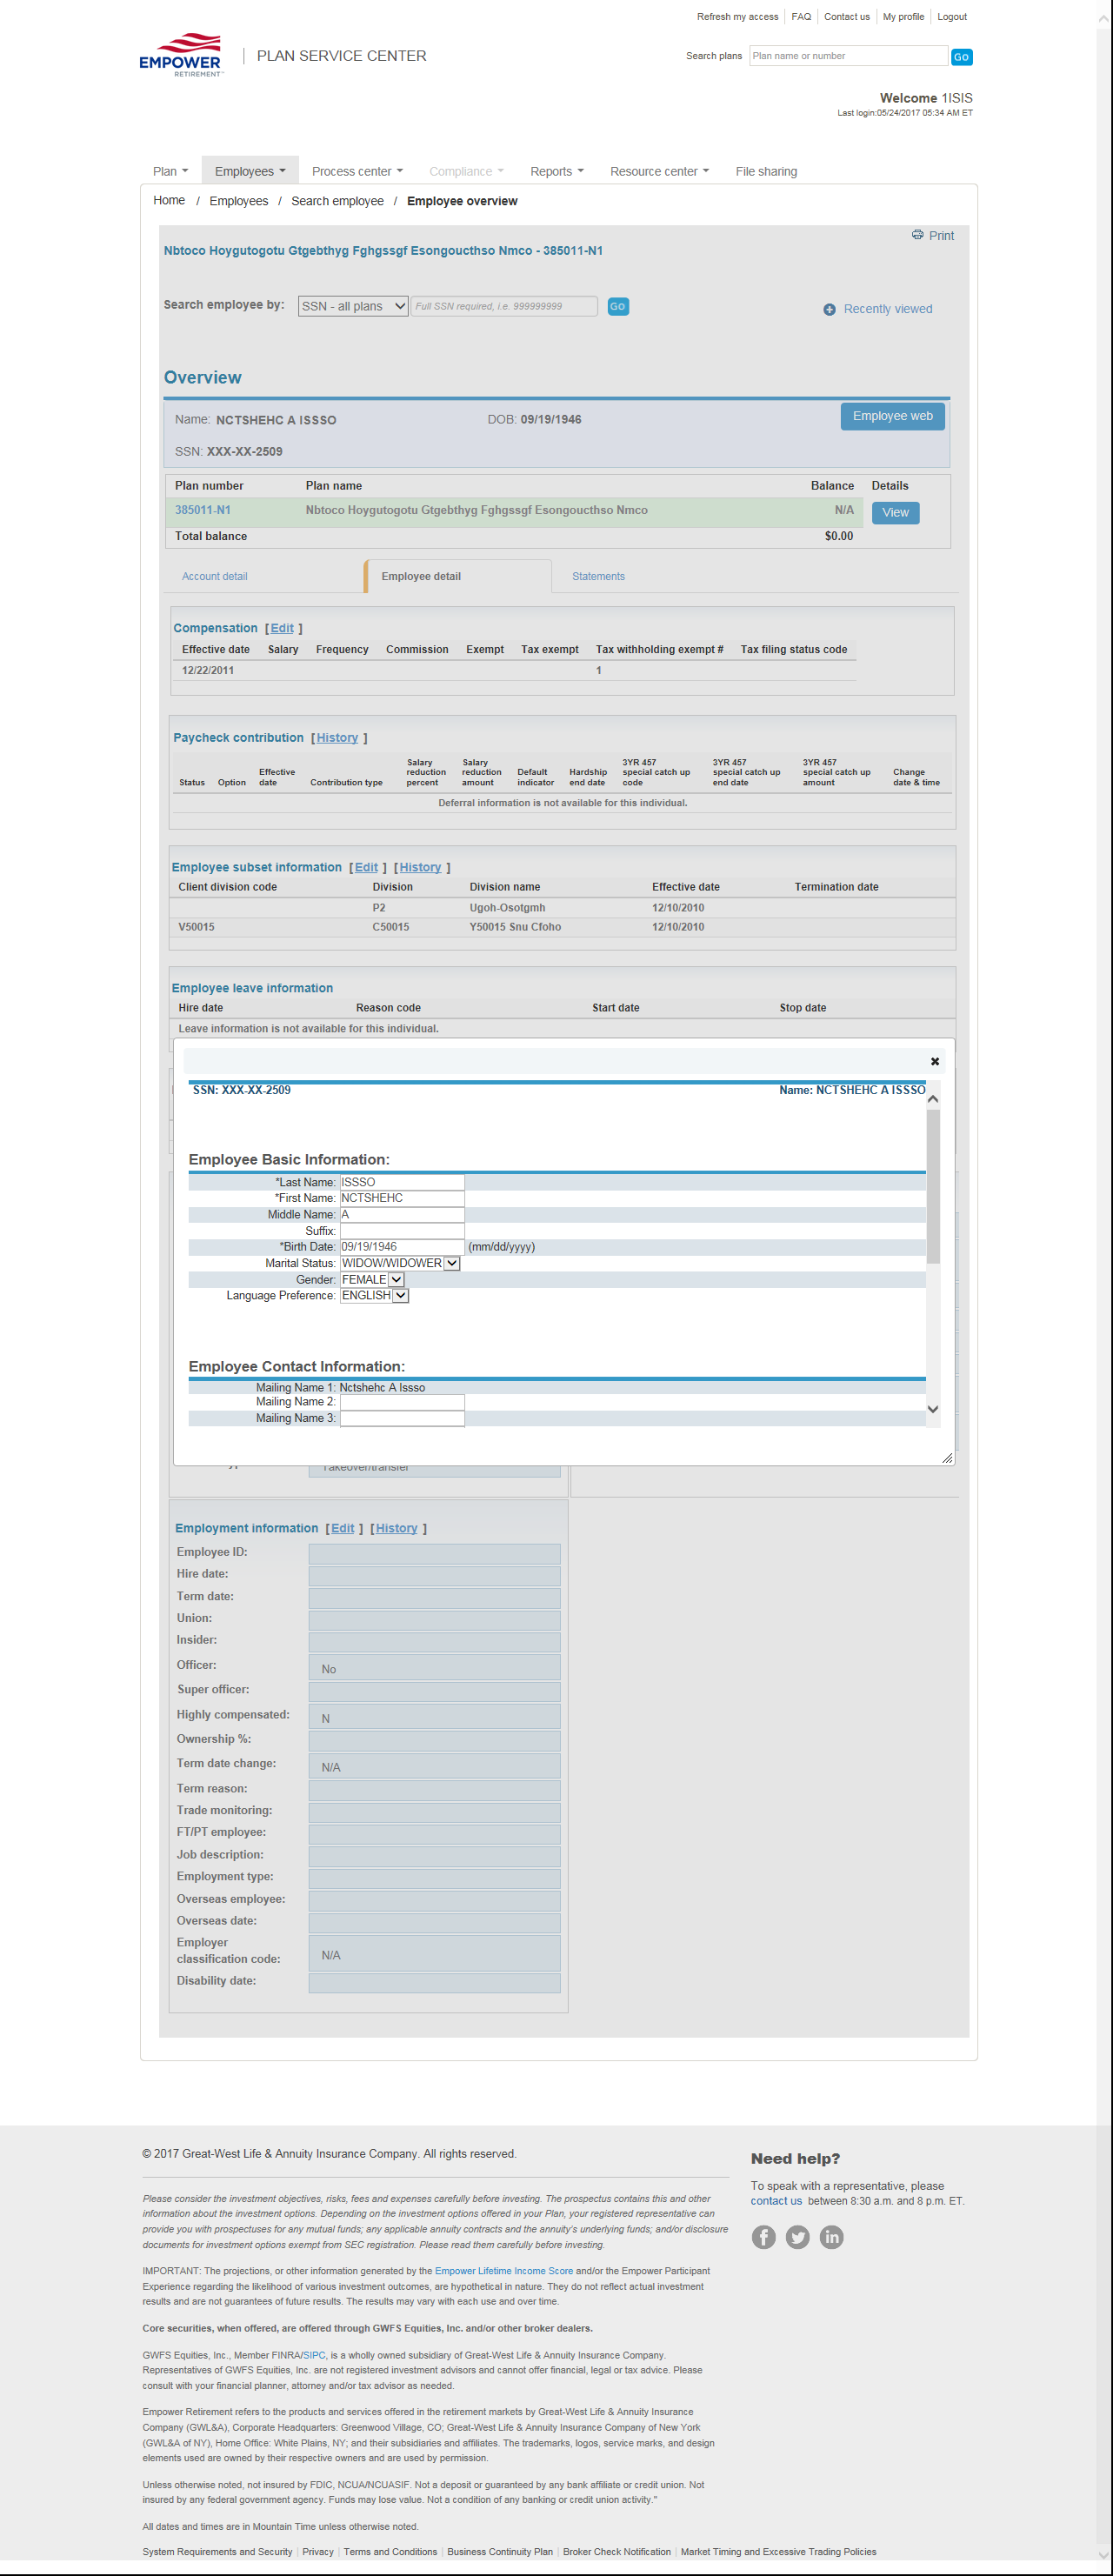 Refresh my access FAQ Contact us My profile Logout
EMPOWER
RETIREMENT
PLAN SERVICE CENTER
Search plans Plan name or number GO
Welcome 1ISIS
Last login:05/24/2017 05:34 AM ET
Plan Employees Process center Compliance Reports Resource center File sharing
Home / Employees / Search employee / Employee overview
Print
Nbtoco Hoygutogotu Gtgebthyg Fghgssgf Esongoucthso Nmco - 385011-N1
Search employee by: SSN - all plans Full SSN required, i.e. 999999999 GO
Recently viewed
Overview
Name: NCTSHEHC A ISSSO DOB: 09/19/1946 Employee web
SSN: XXX-XX-2509
Plan number Plan name Balance Details
385011-N1 Nbtoco Hoygutogotu Gtgebthyg Fghgssgf Esongoucthso Nmco N/A View
Total balance $0.00
Account detail Employee detail Statements
Compensation [ Edit ]
Effective date Salary Frequency Commission Exempt Tax exempt Tax withholding exempt # Tax filing status code
12/22/2011 1
Paycheck contribution [ History ]
Status Option Effective date Contribution type Salary reduction percent Salary reduction amount Default indicator Hardship end date 3YR 457 special catch up code 3YR 457 special catch up end date 3YR 457 special catch up amount Change date & time
Deferral information is not available for this individual.
Employee subset information [ Edit ] [ History ]
Client division code Division Division name Effective date Termination date
P2 Ugoh-Osotgmh 12/10/2010
V50015 C50015 Y50015 Snu Cfoho 12/10/2010
Employee leave information
Hire date Reason code Start date Stop date
Leave information is not available for this individual.
SSN: XXX-XX-2509 Name: NCTSHEHC A ISSSO
Employee Basic Information:
*Last Name: ISSSO
*First Name: NCTSHEHC
Middle Name: A
Suffix:
*Birth Date: 09/19/1946 (mm/dd/yyyy)
Marital Status: WIDOW/WIDOWER
Gender: FEMALE
Language Preference: ENGLISH
Employee Contact Information:
Mailing Name 1: Nctshehc A Issso
Mailing Name 2:
Mailing Name 3:
Takeover/transfer
Employment information [ Edit ] [ History ]
Employee ID:
Hire date:
Term date:
Union:
Insider:
Officer: No
Super officer:
Highly compensated: N
Ownership %:
Term date change: N/A
Term reason:
Trade monitoring:
FT/PT employee:
Job description:
Employment type:
Overseas employee:
Overseas date:
Employer
classification code: N/A
Disability date:
© 2017 Great-West Life & Annuity Insurance Company. All rights reserved.
Please consider the investment objectives, risks, fees and expenses carefully before investing. The prospectus contains this and other
information about the investment options. Depending on the investment options offered in your Plan, your registered representative can
provide you with prospectuses for any mutual funds; any applicable annuity contracts and the annuity's underlying funds; and/or disclosure
documents for investment options exempt from SEC registration. Please read them carefully before investing.
IMPORTANT: The projections, or other information generated by the Empower Lifetime Income Score and/or the Empower Participant
Experience regarding the likelihood of various investment outcomes, are hypothetical in nature. They do not reflect actual investment
results and are not guarantees of future results. The results may vary with each use and over time.
Core securities, when offered, are offered through GWFS Equities, Inc. and/or other broker dealers.
GWFS Equities, Inc., Member FINRA/SIPC, is a wholly owned subsidiary of Great-West Life & Annuity Insurance Company.
Representatives of GWFS Equities, Inc. are not registered investment advisors and cannot offer financial, legal or tax advice. Please
consult with your financial planner, attorney and/or tax advisor as needed.
Empower Retirement refers to the products and services offered in the retirement markets by Great-West Life & Annuity Insurance
Company (GWL&A), Corporate Headquarters: Greenwood Village, CO; Great-West Life & Annuity Insurance Company of New York
(GWL&A of NY), Home Office: White Plains, NY; and their subsidiaries and affiliates. The trademarks, logos, service marks, and design
elements used are owned by their respective owners and are used by permission.
Unless otherwise noted, not insured by FDIC, NCUA/NCUASIF. Not a deposit or guaranteed by any bank affiliate or credit union. Not
insured by any federal government agency. Funds may lose value. Not a condition of any banking or credit union activity."
All dates and times are in Mountain Time unless otherwise noted.
System Requirements and Security Privacy Terms and Conditions Business Continuity Plan Broker Check Notification Market Timing and Excessive Trading Policies
Need help?
To speak with a representative, please
contact us between 8:30 a.m. and 8 p.m. ET.